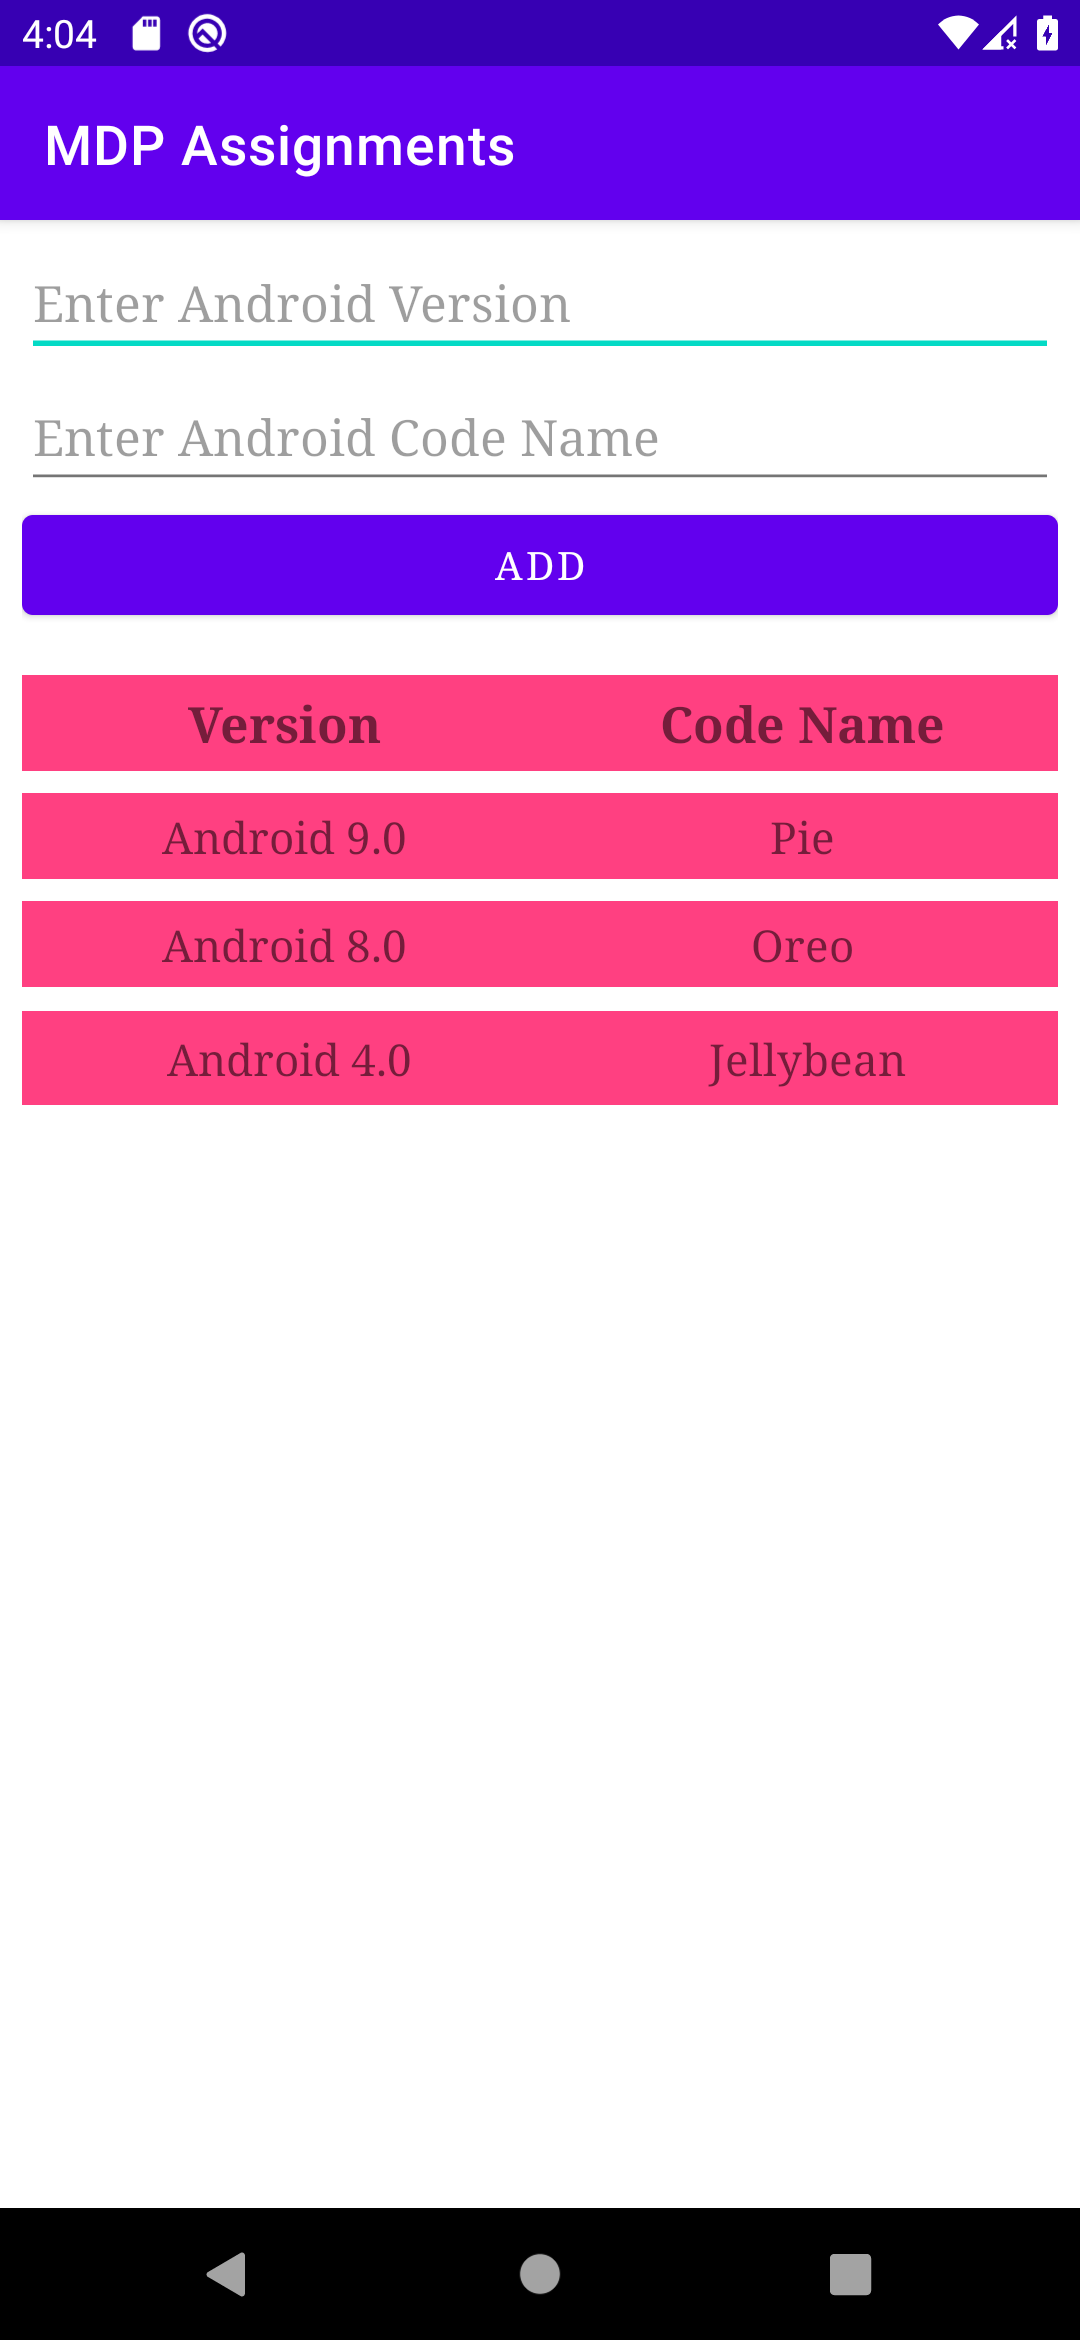 4:04
MDP Assignments
Enter Android Version
Enter Android Code Name
ADD
Version Code Name
Android 9.0 Pie
Android 8.0 Oreo
Android 4.0 Jellybean